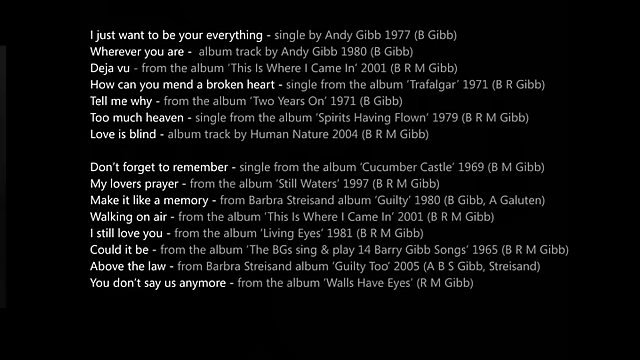 I just want to be your everything - single by Andy Gibb 1977 (B Gibb)
Wherever you are - album track by Andy Gibb 1980 (B Gibb)
Deja vu - from the album ‘This Is Where I Came In’ 2001 (B R M Gibb)
How can you mend a broken heart - single from the album ‘Trafalgar’ 1971 (B R Gibb)
Tell me why - from the album ‘Two Years On’ 1971 (B Gibb)
Too much heaven - single from the album ‘Spirits Having Flown’ 1979 (B R M Gibb)
Love is blind - album track by Human Nature 2004 (B R M Gibb)
Don’t forget to remember - single from the album ‘Cucumber Castle’ 1969 (B M Gibb)
My lovers prayer - from the album ‘Still Waters’ 1997 (B R M Gibb)
Make it like a memory - from Barbra Streisand album ‘Guilty’ 1980 (B Gibb, A Galuten)
Walking on air - from the album ‘This Is Where I Came In’ 2001 (B R M Gibb)
I still love you - from the album ‘Living Eyes’ 1981 (B R M Gibb)
Could it be - from the album ‘The BGs sing & play 14 Barry Gibb Songs’ 1965 (B R M Gibb)
Above the law - from Barbra Streisand album ‘Guilty Too’ 2005 (A B S Gibb, Streisand)
You don’t say us anymore - from the album ‘Walls Have Eyes’ (R M Gibb)